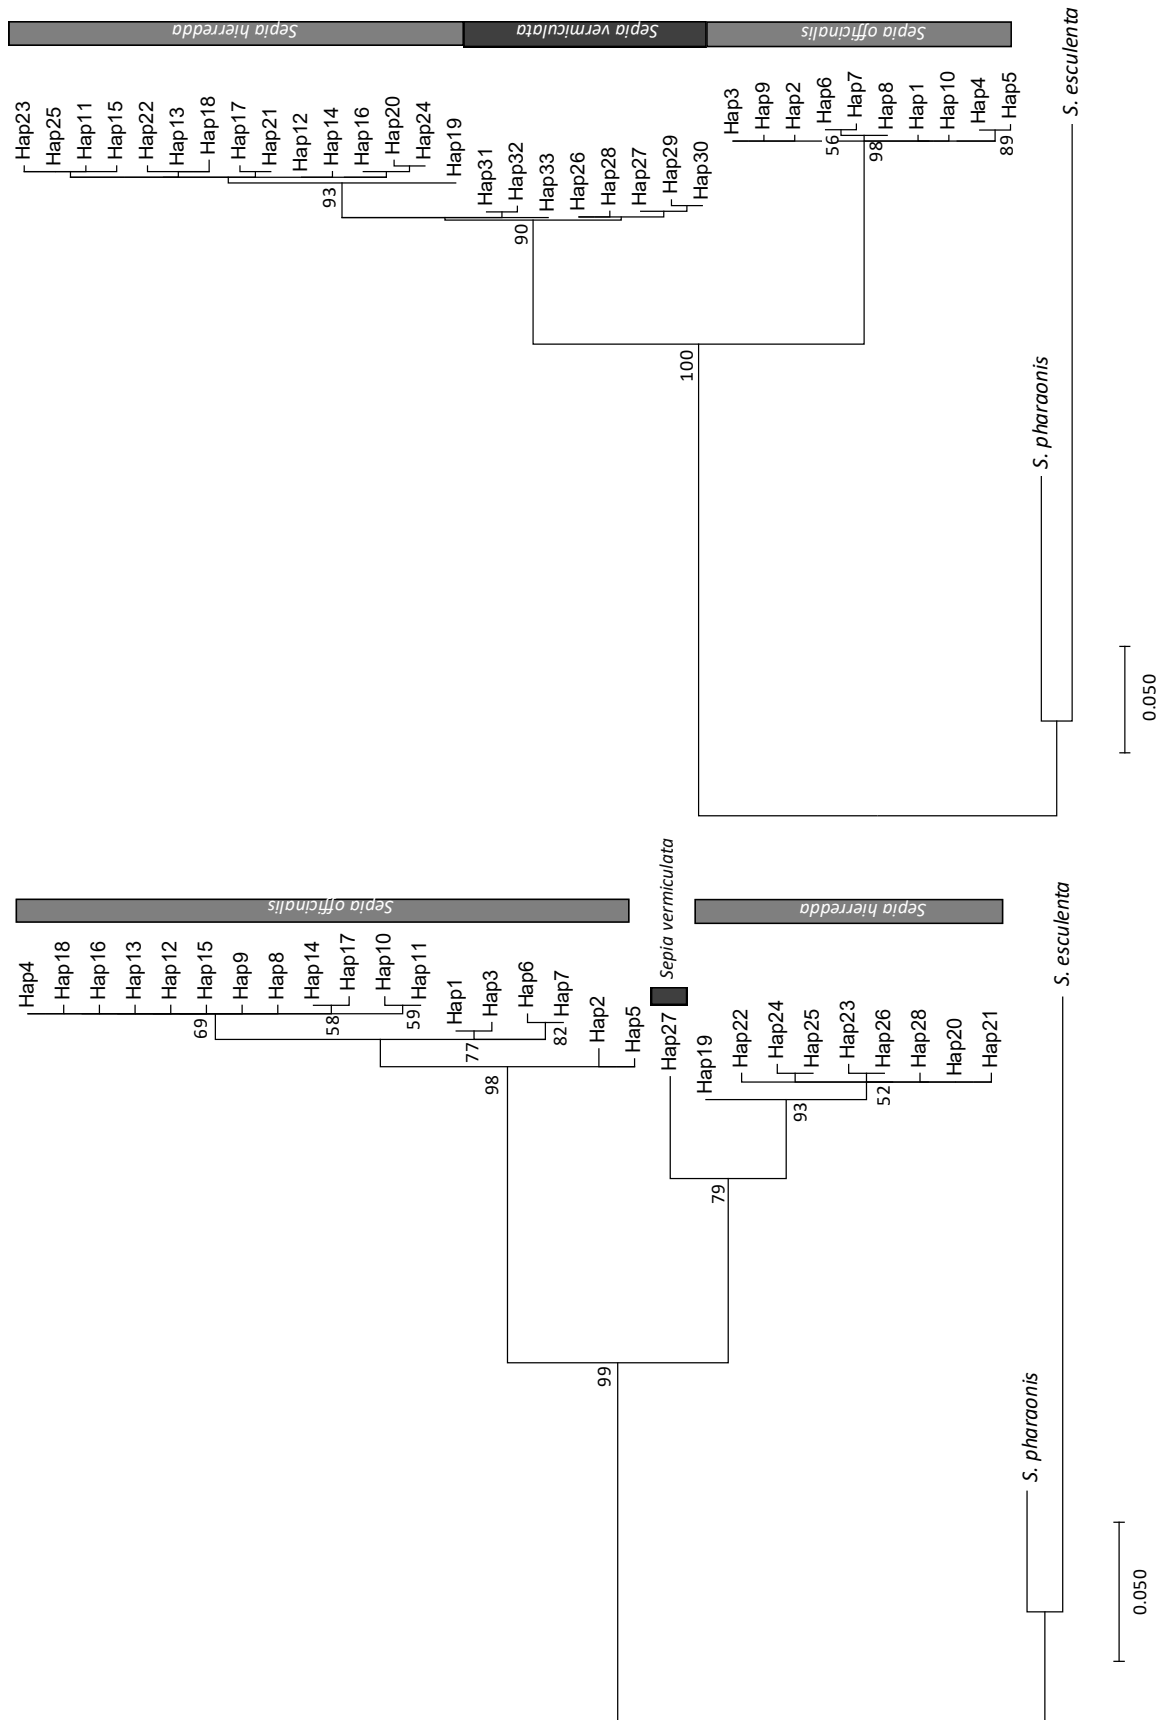 Sepia hierredda
Sepia vermiculata
Sepia officinalis
Hap23
Hap25
Hap11
Hap15
Hap22
Hap13
Hap18
Hap17
Hap21
Hap12
Hap14
Hap16
Hap20
Hap24
Hap19
Hap31
Hap32
Hap33
Hap26
Hap28
Hap27
Hap29
Hap30
Hap3
Hap9
Hap2
Hap6
Hap7
Hap8
Hap1
Hap10
Hap4
Hap5
S. esculenta
93
90
56
98
89
100
S. pharaonis
0.050
Sepia officinalis
Sepia vermiculata
Sepia hierredda
Hap4
Hap18
Hap16
Hap13
Hap12
Hap15
Hap9
Hap8
Hap14
Hap17
Hap10
Hap11
Hap1
Hap3
Hap6
Hap7
Hap2
Hap5
Hap27
Hap19
Hap22
Hap24
Hap25
Hap23
Hap26
Hap28
Hap20
Hap21
S. esculenta
69
58
59
77
82
98
93
52
79
99
S. pharaonis
0.050